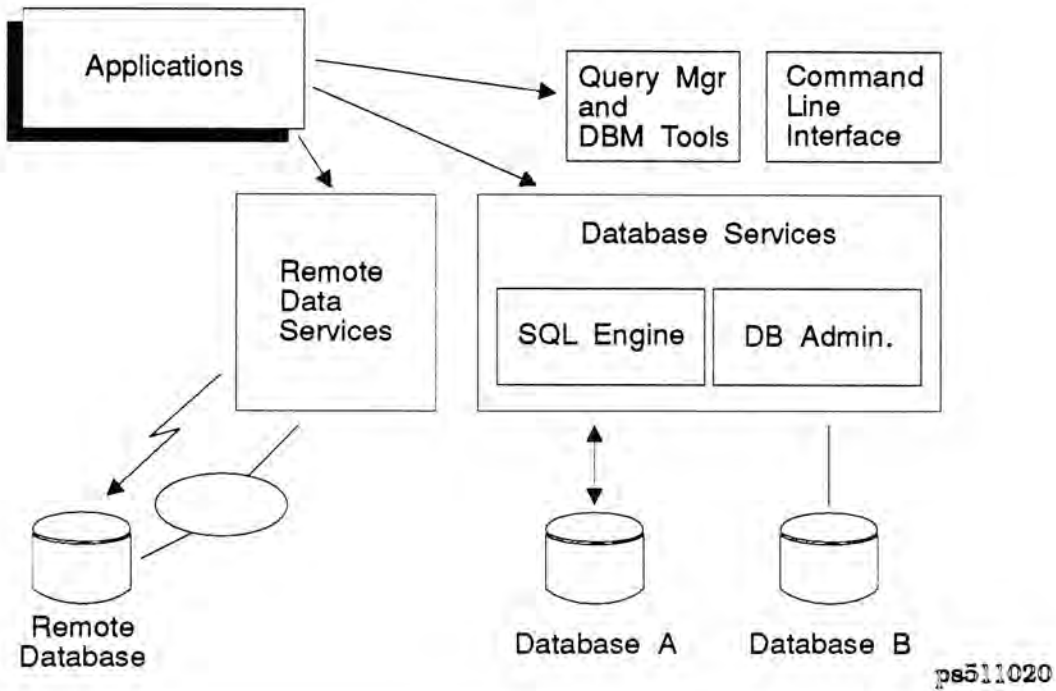 Applications
Query Mgr
and
DBM Tools
Command
Line
Interface
Remote
Data
Services
Database Services
SQL Engine
DB Admin.
Remote
Database
Database A
Database B
ps511020